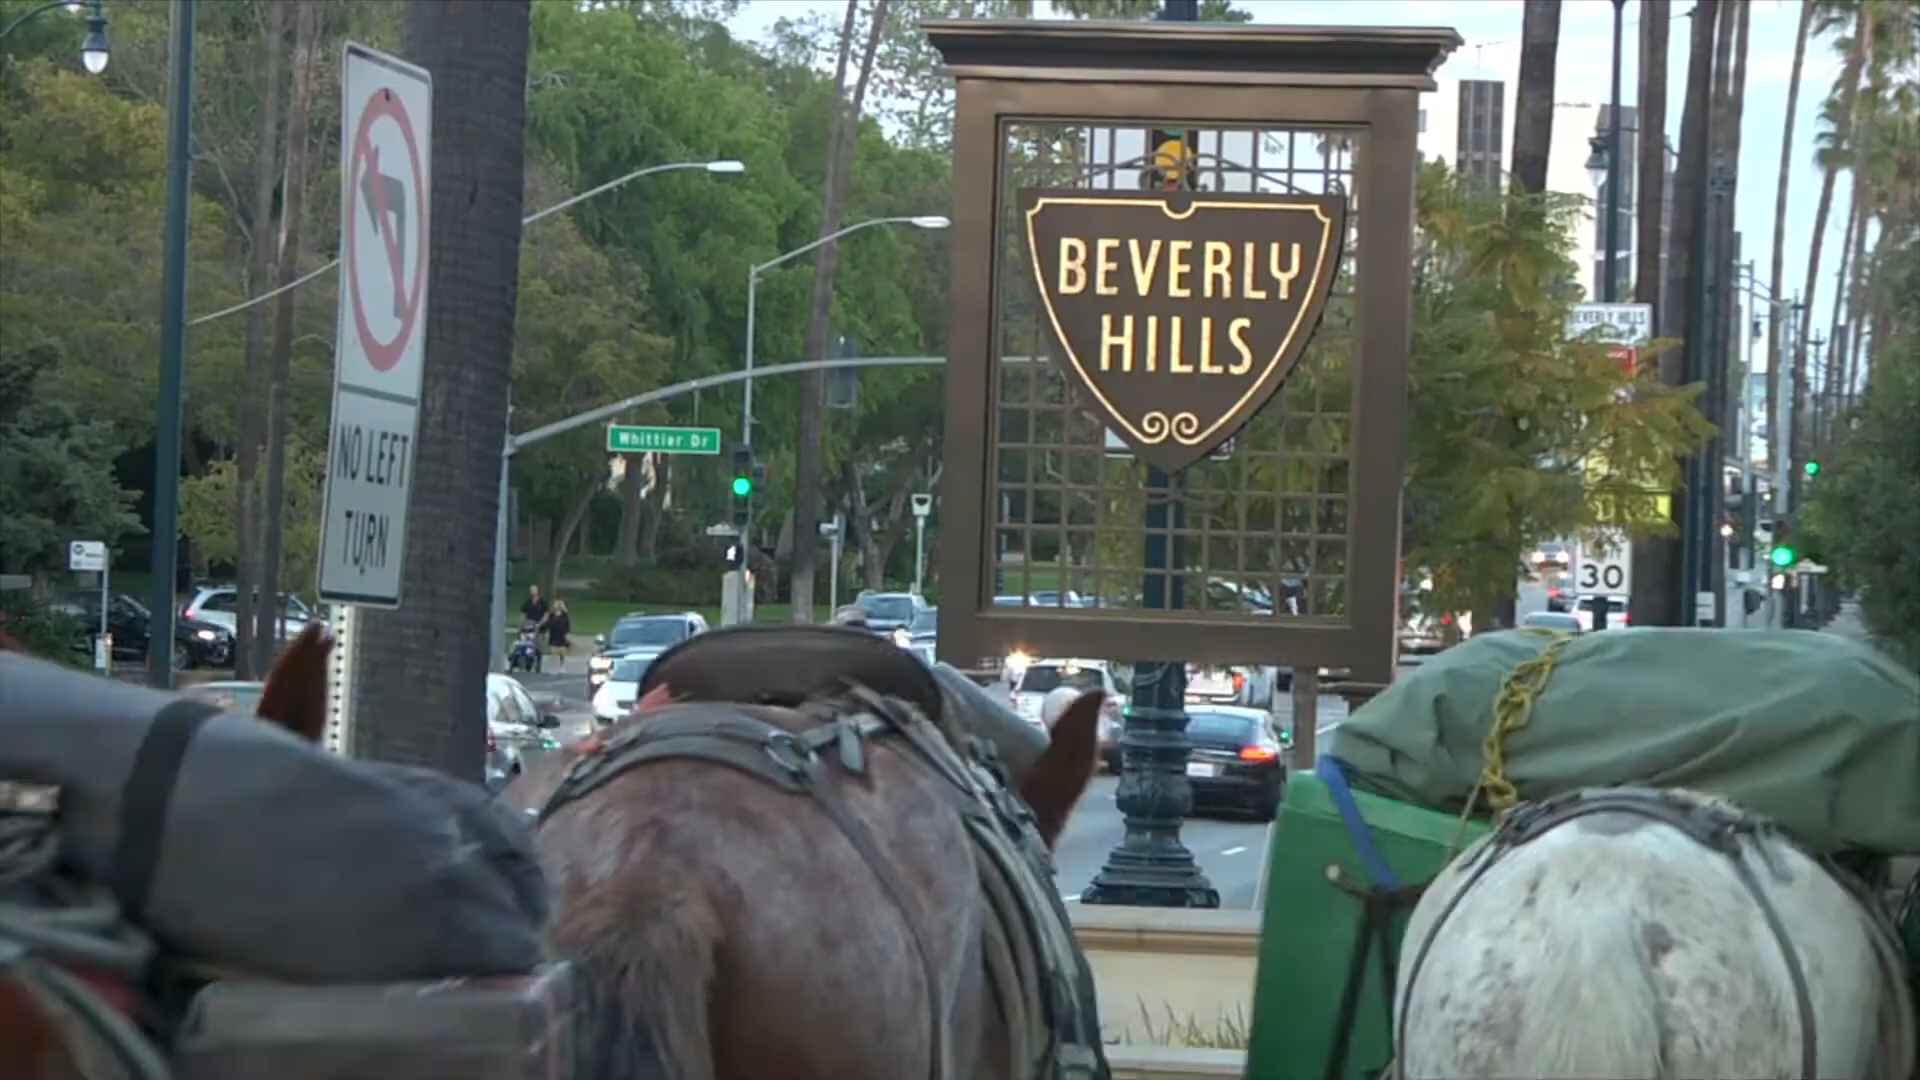 NO LEFT
TURN
Whittier Dr
BEVERLY
HILLS
BEVERLY HILLS
30